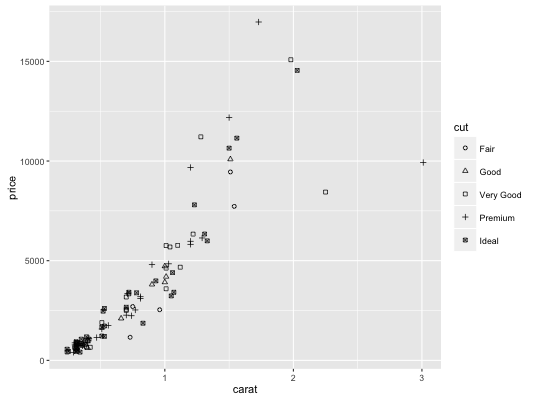 15000
10000
5000
0
price
1
2
3
carat
cut
Fair
Good
Very Good
Premium
Ideal